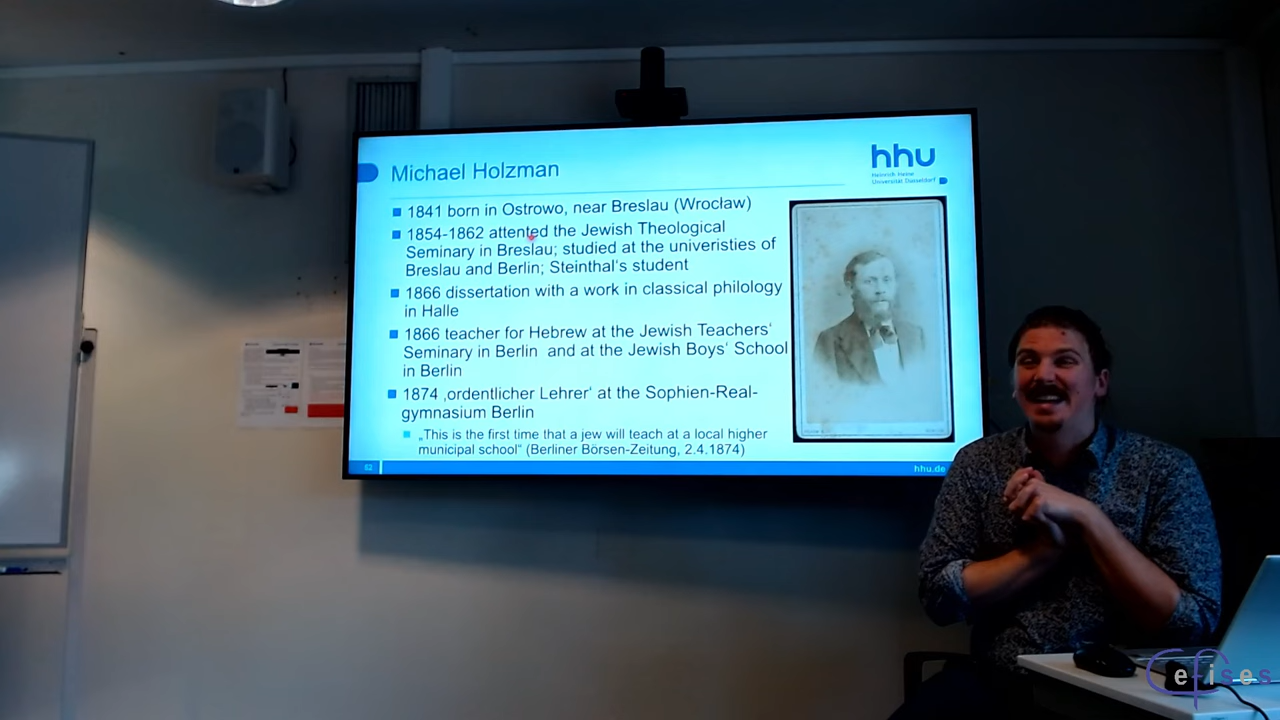 Michael Holzman
hhu
Heinrich Heine
Universität Düsseldorf
1841 born in Ostrowo, near Breslau (Wrocław)
1854-1862 attented the Jewish Theological
Seminary in Breslau; studied at the univeristies of
Breslau and Berlin; Steinthal's student
1866 dissertation with a work in classical philology
in Halle
1866 teacher for Hebrew at the Jewish Teachers'
Seminary in Berlin and at the Jewish Boys' School
in Berlin
1874 ‚ordentlicher Lehrer' at the Sophien-Real-
gymnasium Berlin
„This is the first time that a jew will teach at a local higher
municipal school" (Berliner Börsen-Zeitung, 2.4.1874)
62
hhu.de
Cefises